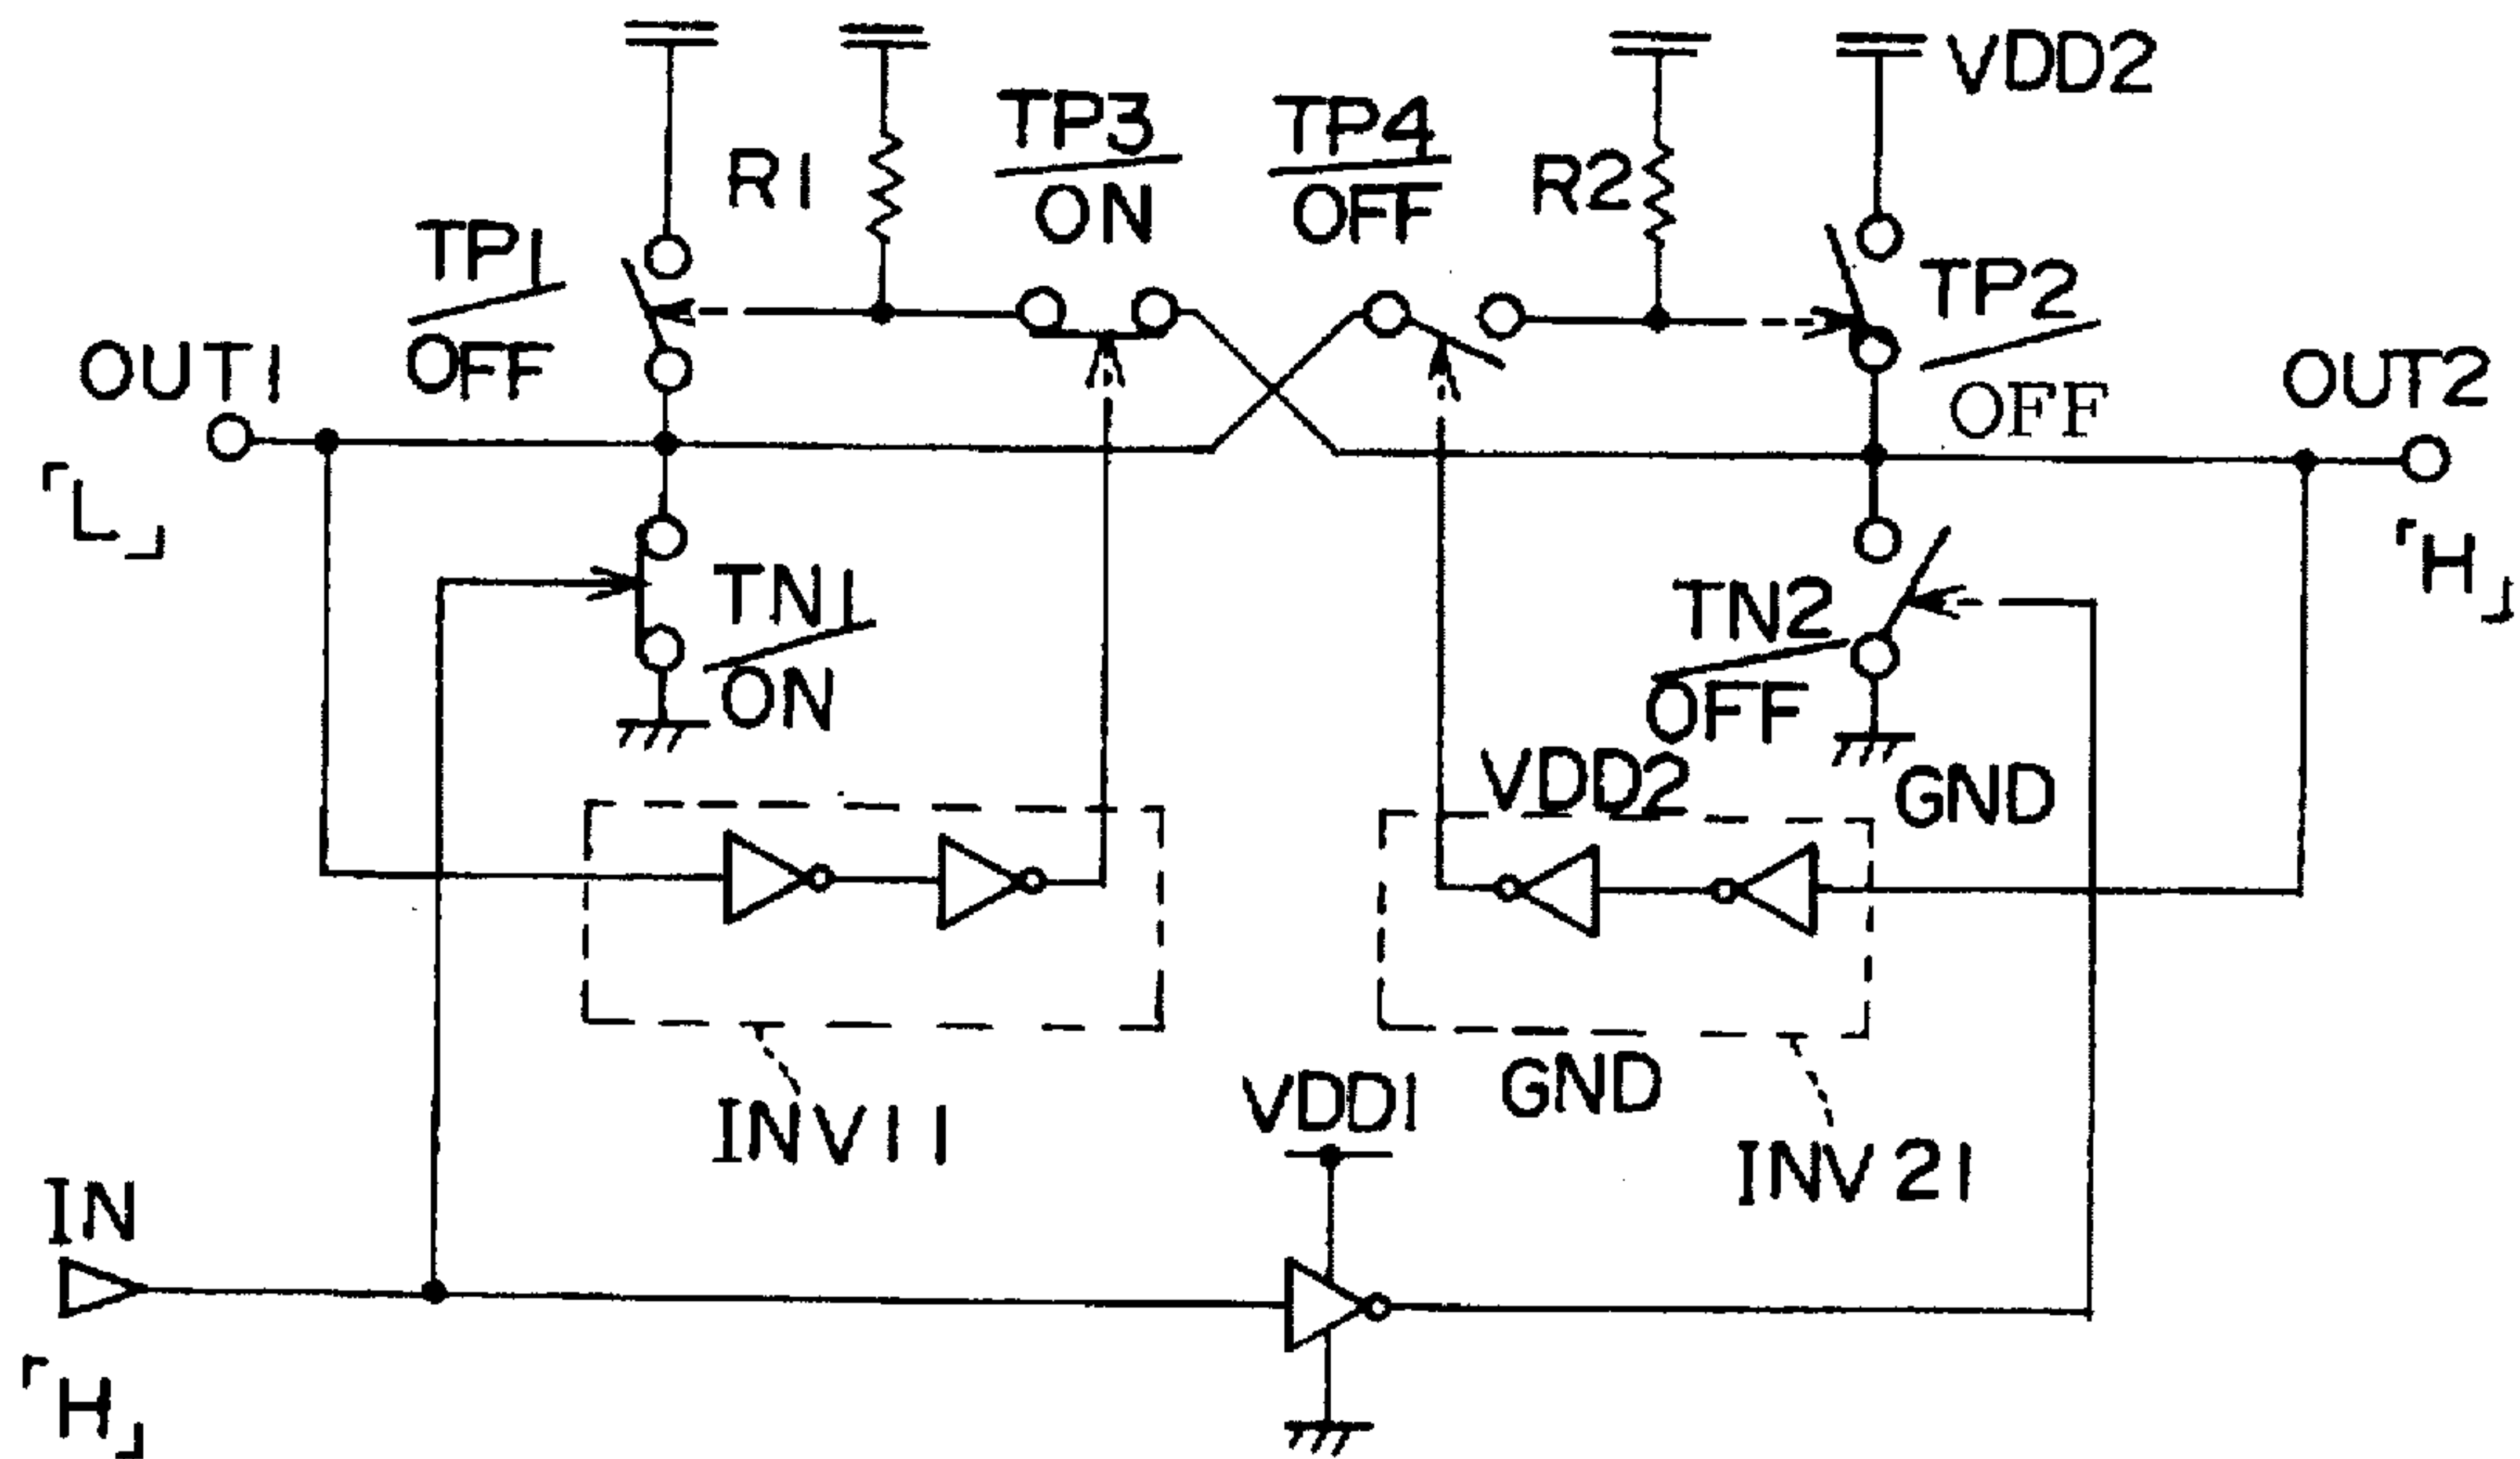 VDD2
TP3
ON
TP4
OFF
R1
R2
TP1
OFF
TP2
OFF
OUT1
OUT2
「L」
「H」
TN1
ON
TN2
OFF
VDD2
GND
INV11
GND
VDD1
INV21
IN
「H」